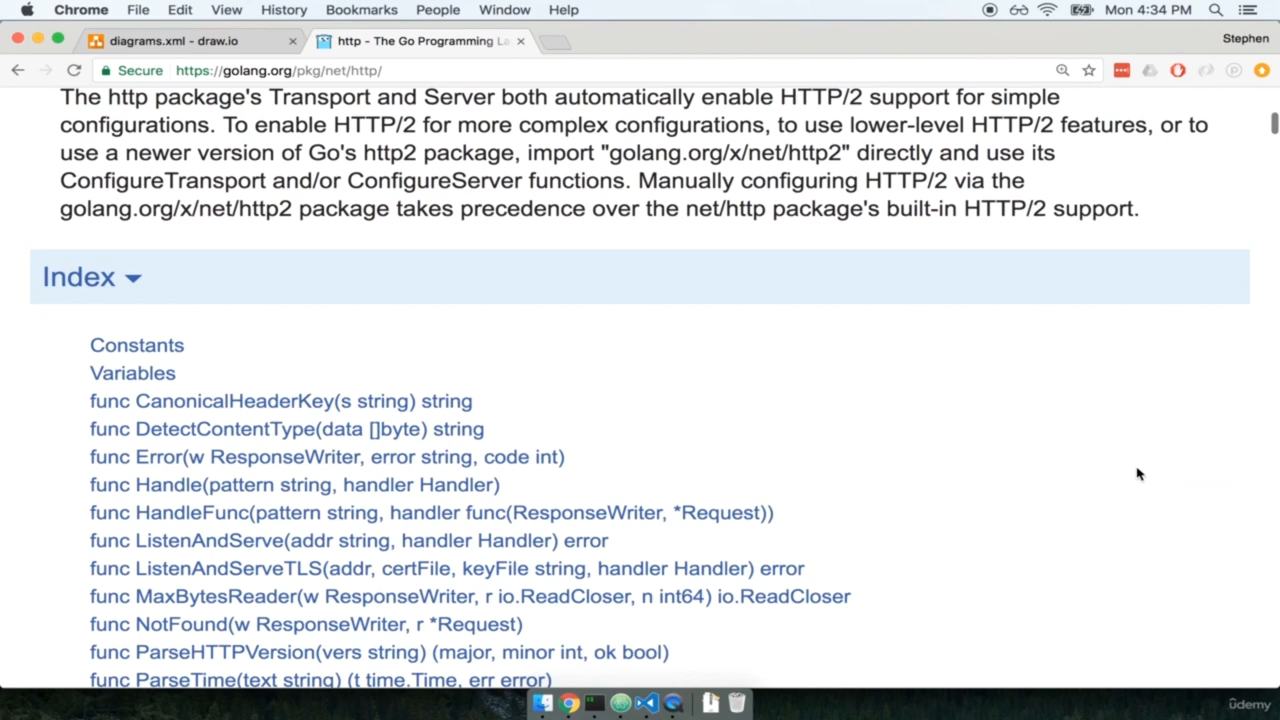 Chrome File Edit View History Bookmarks People Window Help Mon 4:34 PM
diagrams.xml - draw.io http - The Go Programming La Stephen
Secure https://golang.org/pkg/net/http/
The http package's Transport and Server both automatically enable HTTP/2 support for simple
configurations. To enable HTTP/2 for more complex configurations, to use lower-level HTTP/2 features, or to
use a newer version of Go's http2 package, import "golang.org/x/net/http2" directly and use its
ConfigureTransport and/or ConfigureServer functions. Manually configuring HTTP/2 via the
golang.org/x/net/http2 package takes precedence over the net/http package's built-in HTTP/2 support.
Index
Constants
Variables
func CanonicalHeaderKey(s string) string
func DetectContentType(data []byte) string
func Error(w ResponseWriter, error string, code int)
func Handle(pattern string, handler Handler)
func HandleFunc(pattern string, handler func(ResponseWriter, *Request))
func ListenAndServe(addr string, handler Handler) error
func ListenAndServeTLS(addr, certFile, keyFile string, handler Handler) error
func MaxBytesReader(w ResponseWriter, r io.ReadCloser, n int64) io.ReadCloser
func NotFound(w ResponseWriter, r *Request)
func ParseHTTPVersion(vers string) (major, minor int, ok bool)
func ParseTime(text string) (t time.Time, err error)
udemy